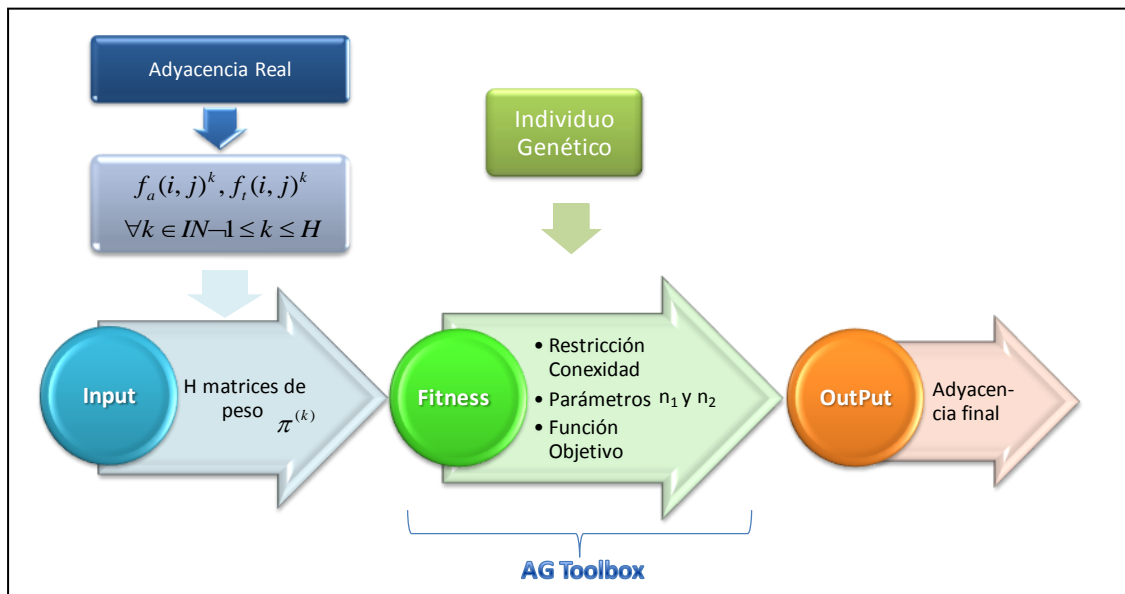 Adyacencia Real
f_a(i, j)^k, f_t(i, j)^k
∀k ∈ IN¬1 ≤ k ≤ H
Individuo
Genético
Input
H matrices de
peso π^(k)
Fitness
• Restricción
Conexidad
• Parámetros n₁ y n₂
• Función
Objetivo
OutPut
Adyacen-
cia final
AG Toolbox